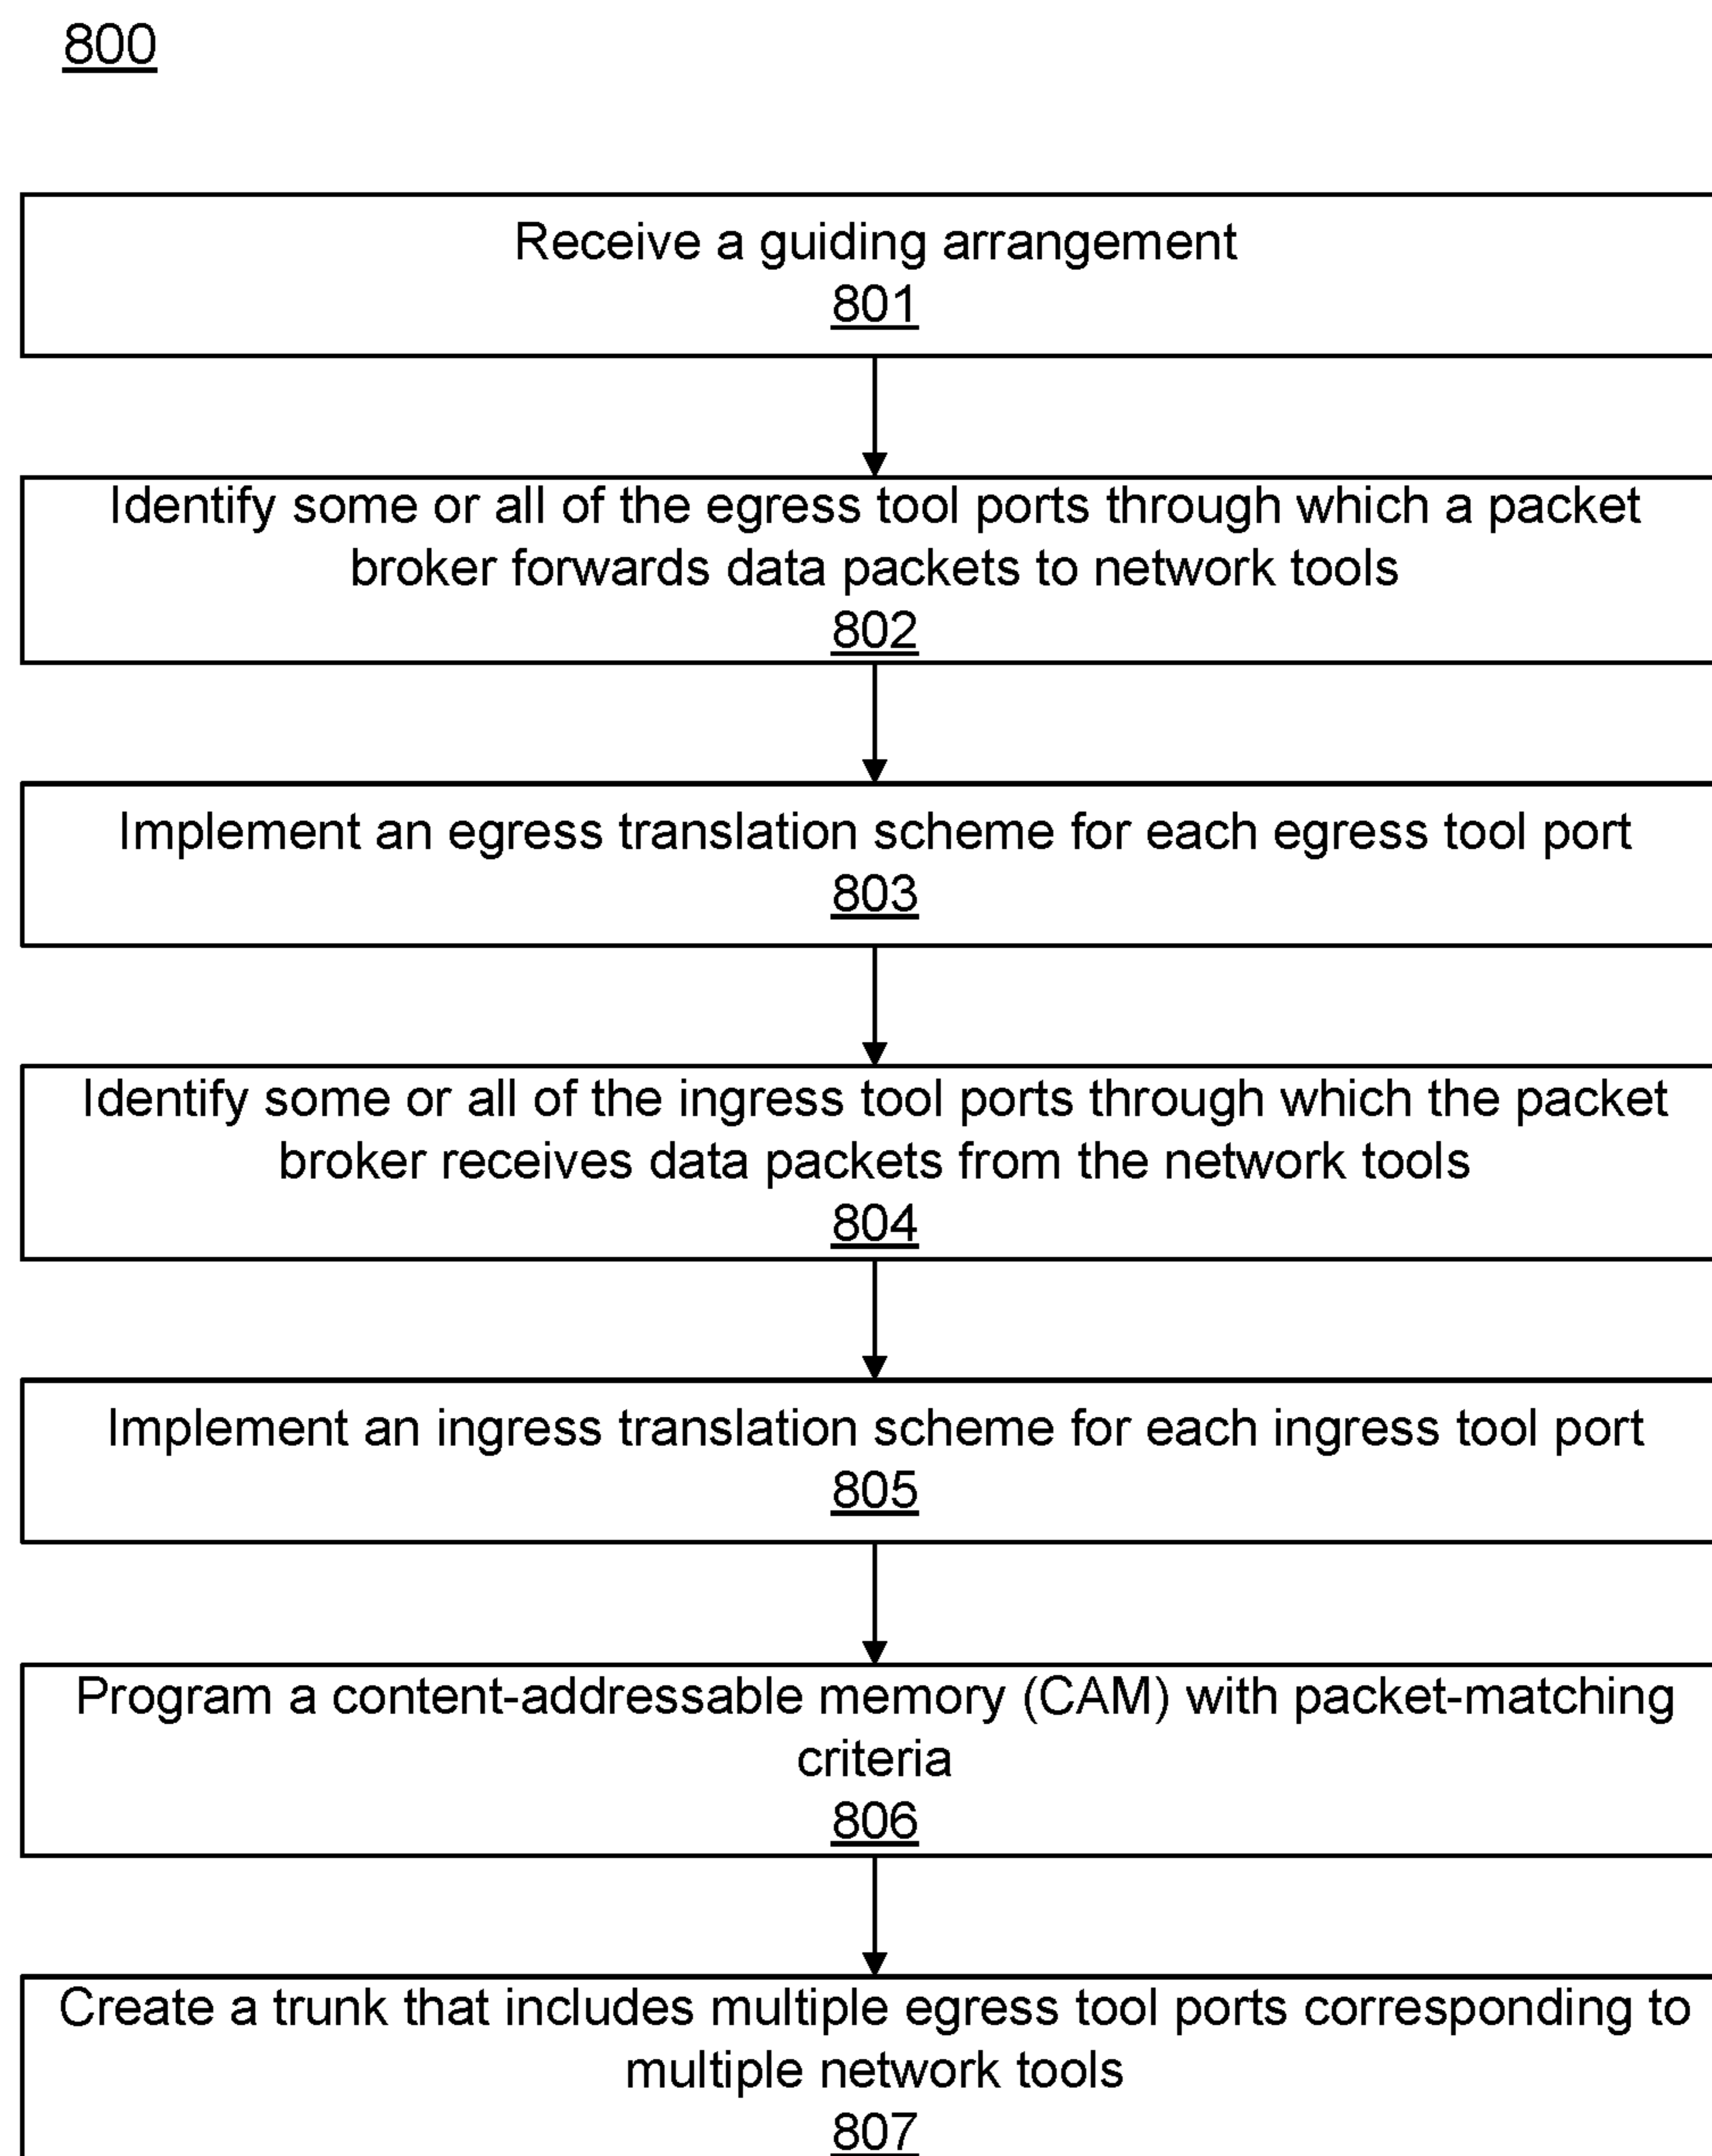 800
Receive a guiding arrangement
801
Identify some or all of the egress tool ports through which a packet
broker forwards data packets to network tools
802
Implement an egress translation scheme for each egress tool port
803
Identify some or all of the ingress tool ports through which the packet
broker receives data packets from the network tools
804
Implement an ingress translation scheme for each ingress tool port
805
Program a content-addressable memory (CAM) with packet-matching
criteria
806
Create a trunk that includes multiple egress tool ports corresponding to
multiple network tools
807